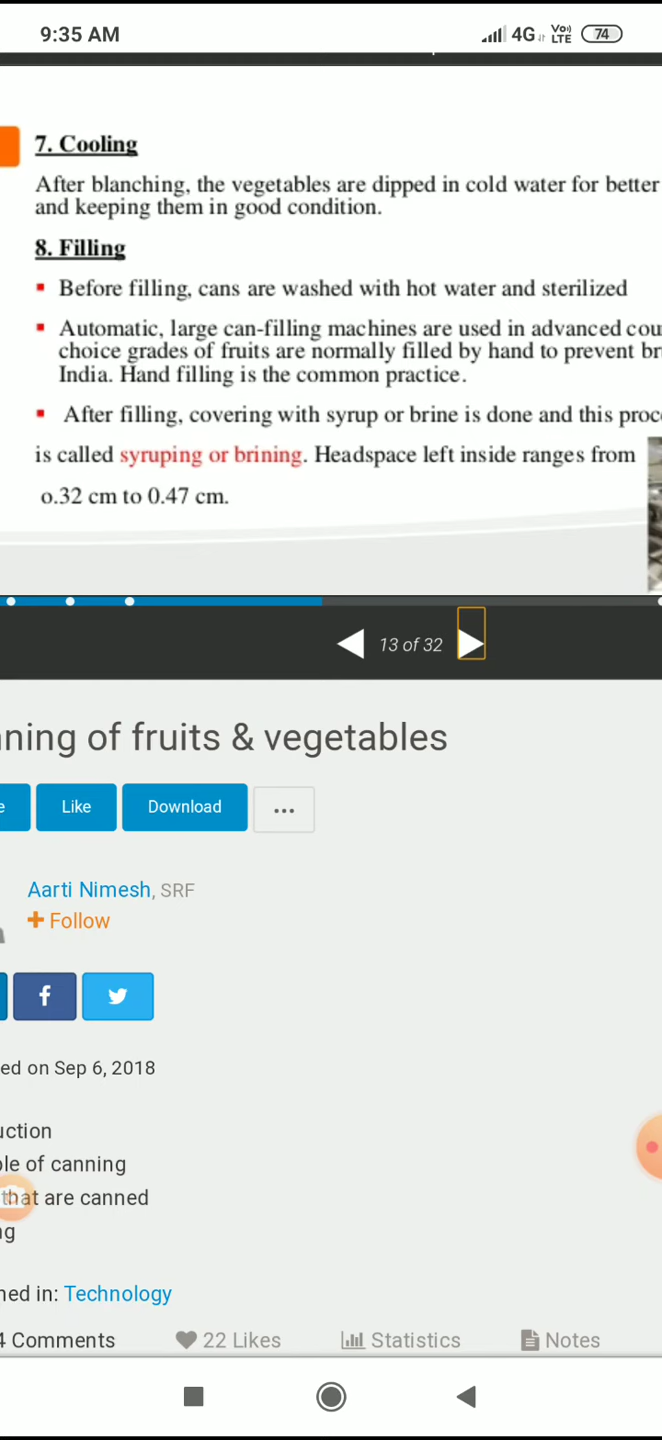 9:35 AM
4G Vo) LTE 74
7. Cooling
After blanching, the vegetables are dipped in cold water for better
and keeping them in good condition.
8. Filling
▪ Before filling, cans are washed with hot water and sterilized
▪ Automatic, large can-filling machines are used in advanced cou
choice grades of fruits are normally filled by hand to prevent br
India. Hand filling is the common practice.
▪ After filling, covering with syrup or brine is done and this proc
is called syruping or brining. Headspace left inside ranges from
o.32 cm to 0.47 cm.
13 of 32
ning of fruits & vegetables
e Like Download ...
Aarti Nimesh, SRF
+ Follow
f
ed on Sep 6, 2018
uction
ple of canning
that are canned
ng
hed in: Technology
4 Comments 22 Likes Statistics Notes